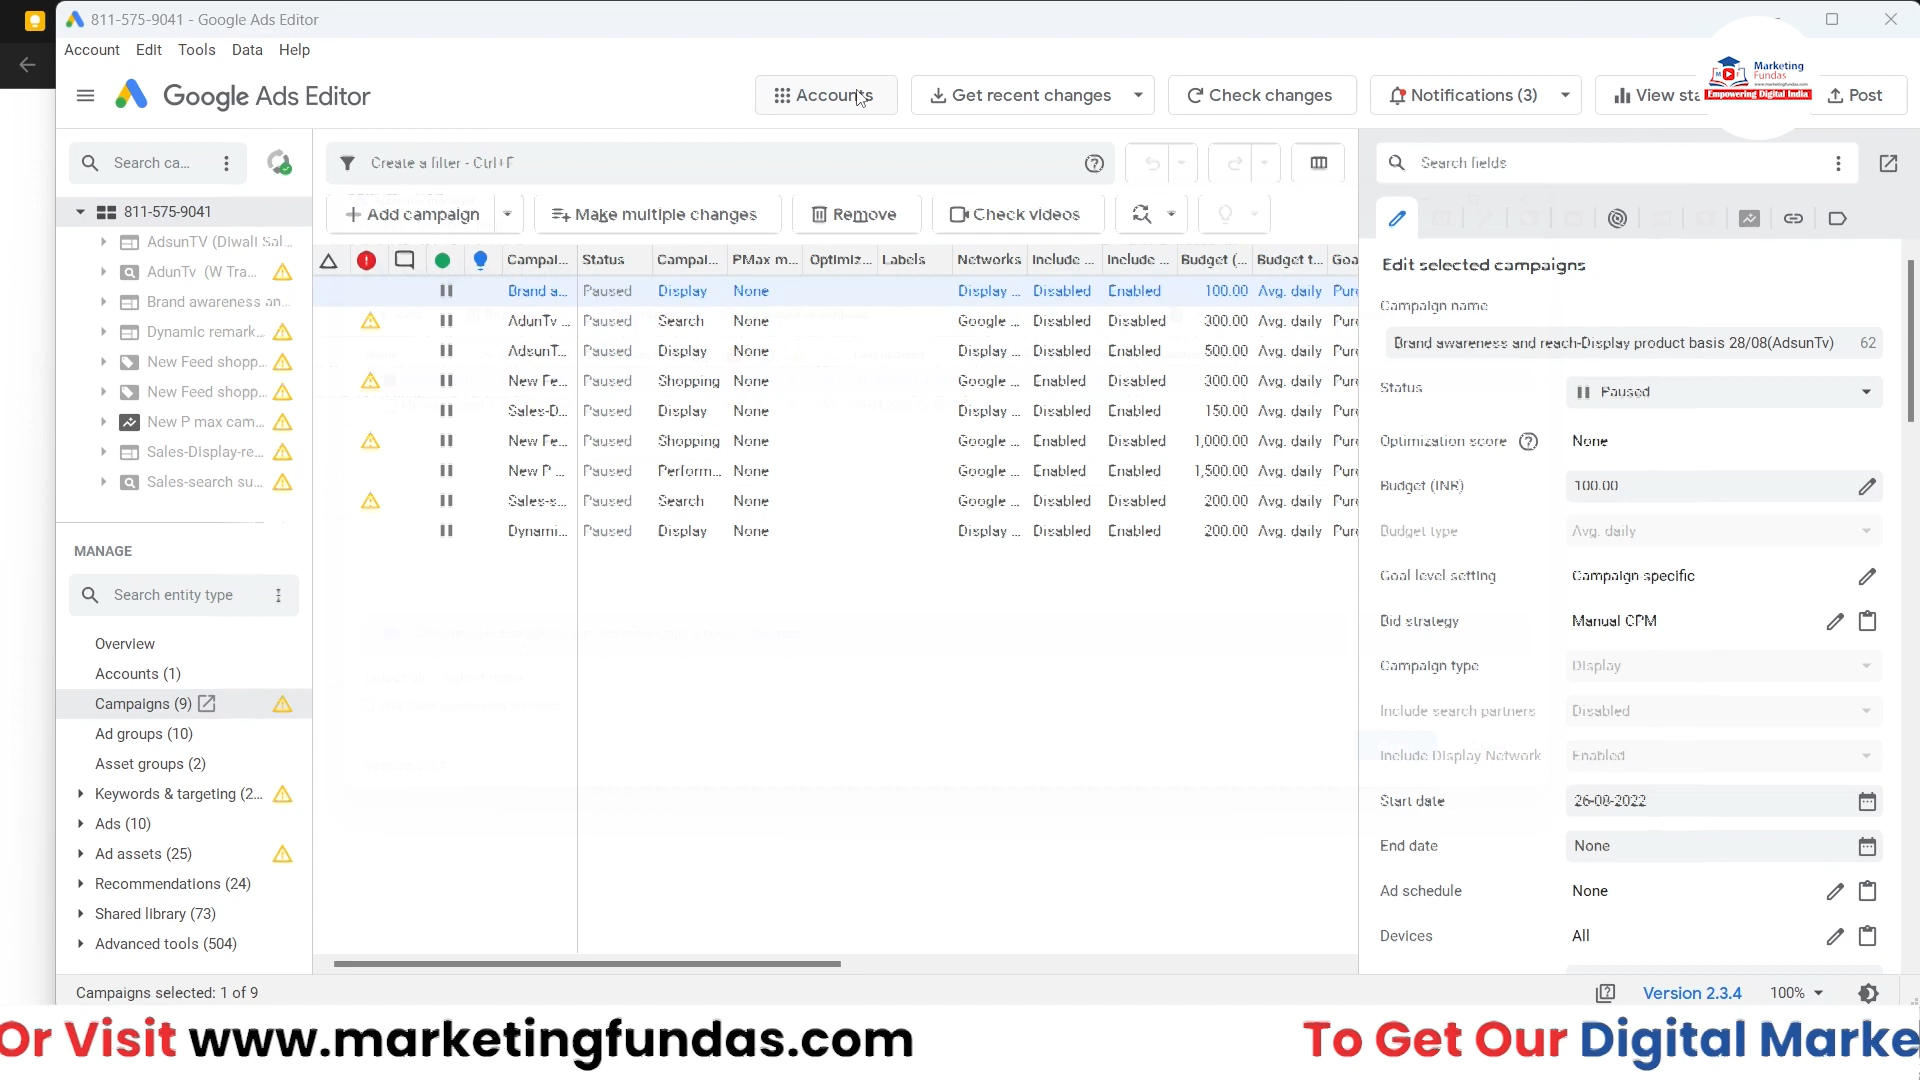 811-575-9041 - Google Ads Editor
Account Edit Tools Data Help
Google Ads Editor
Accounts
Get recent changes
Check changes
Notifications (3)
View sta
Post
Marketing
Fundas
www.marketingfundas.com
Empowering Digital India
Search ca...
Create a filter - Ctrl+F
Search fields
811-575-9041
Add campaign
Make multiple changes
Remove
Check videos
AdsunTV (Diwali Sal...
AdunTv (W Tra...
Brand awareness an...
Dynamic remark...
New Feed shopp...
New Feed shopp...
New P max cam...
Sales-Display-re...
Sales-search su...
Campai... Status Campai... PMax m... Optimiz... Labels Networks Include ... Include ... Budget (... Budget t... Goa
Brand a... Paused Display None Display ... Disabled Enabled 100.00 Avg. daily Pur
AdunTv ... Paused Search None Google ... Disabled Disabled 300.00 Avg. daily Pur
AdsunT... Paused Display None Display ... Disabled Enabled 500.00 Avg. daily Pur
New Fe... Paused Shopping None Google ... Enabled Disabled 300.00 Avg. daily Pur
Sales-D... Paused Display None Display ... Disabled Enabled 150.00 Avg. daily Pur
New Fe... Paused Shopping None Google ... Enabled Disabled 1,000.00 Avg. daily Pur
New P ... Paused Perform... None Google ... Enabled Enabled 1,500.00 Avg. daily Pur
Sales-s... Paused Search None Google ... Disabled Disabled 200.00 Avg. daily Pur
Dynami... Paused Display None Display ... Disabled Enabled 200.00 Avg. daily Pur
MANAGE
Search entity type
Overview
Accounts (1)
Campaigns (9)
Ad groups (10)
Asset groups (2)
Keywords & targeting (2...
Ads (10)
Ad assets (25)
Recommendations (24)
Shared library (73)
Advanced tools (504)
Edit selected campaigns
Campaign name
Brand awareness and reach-Display product basis 28/08(AdsunTv) 62
Status Paused
Optimization score None
Budget (INR) 100.00
Budget type Avg. daily
Goal level setting Campaign-specific
Bid strategy Manual CPM
Campaign type Display
Include search partners Disabled
Include Display Network Enabled
Start date 26-08-2022
End date None
Ad schedule None
Devices All
Campaigns selected: 1 of 9
Version 2.3.4
100%
Or Visit www.marketingfundas.com
To Get Our Digital Marke